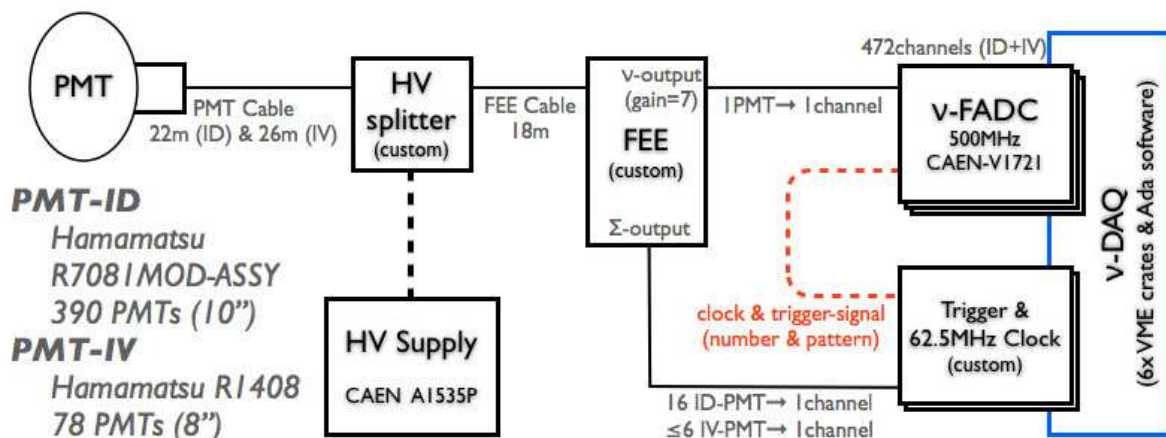 PMT
PMT Cable
22m (ID) & 26m (IV)
HV
splitter
(custom)
FEE Cable
18m
ν-output
(gain=7)
FEE
(custom)
Σ-output
1PMT→ 1channel
472channels (ID+IV)
ν-FADC
500MHz
CAEN-V1721
ν-DAQ
(6x VME crates & Ada software)
PMT-ID
Hamamatsu
R7081MOD-ASSY
390 PMTs (10”)
PMT-IV
Hamamatsu R1408
78 PMTs (8”)
HV Supply
CAEN A1535P
clock & trigger-signal
(number & pattern)
Trigger &
62.5MHz Clock
(custom)
16 ID-PMT→ 1channel
≤6 IV-PMT→ 1channel